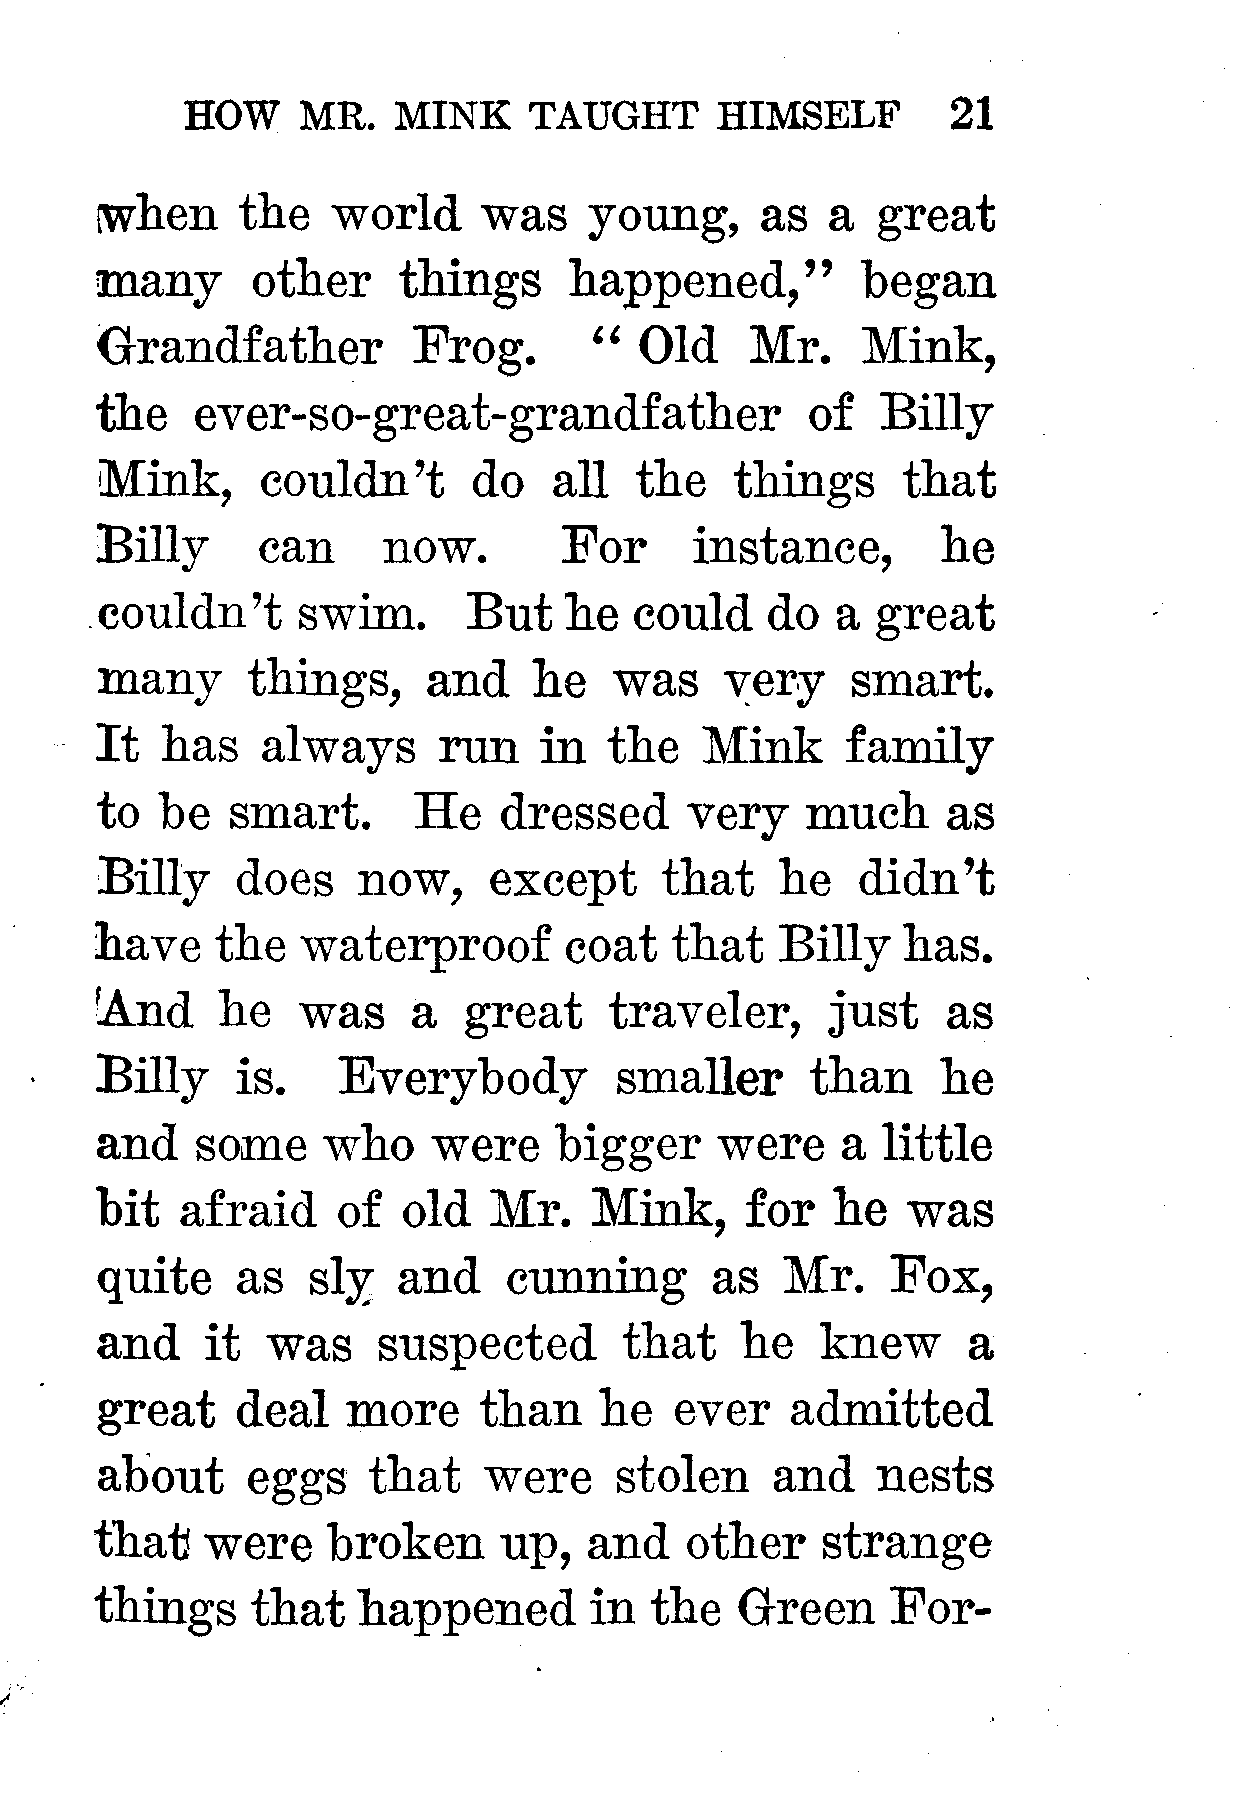 HOW MR. MINK TAUGHT HIMSELF 21
when the world was young, as a great
many other things happened,” began
Grandfather Frog. “ Old Mr. Mink,
the ever-so-great-grandfather of Billy
Mink, couldn’t do all the things that
Billy can now. For instance, he
couldn’t swim. But he could do a great
many things, and he was very smart.
It has always run in the Mink family
to be smart. He dressed very much as
Billy does now, except that he didn’t
have the waterproof coat that Billy has.
And he was a great traveler, just as
Billy is. Everybody smaller than he
and some who were bigger were a little
bit afraid of old Mr. Mink, for he was
quite as sly and cunning as Mr. Fox,
and it was suspected that he knew a
great deal more than he ever admitted
about eggs that were stolen and nests
that were broken up, and other strange
things that happened in the Green For-